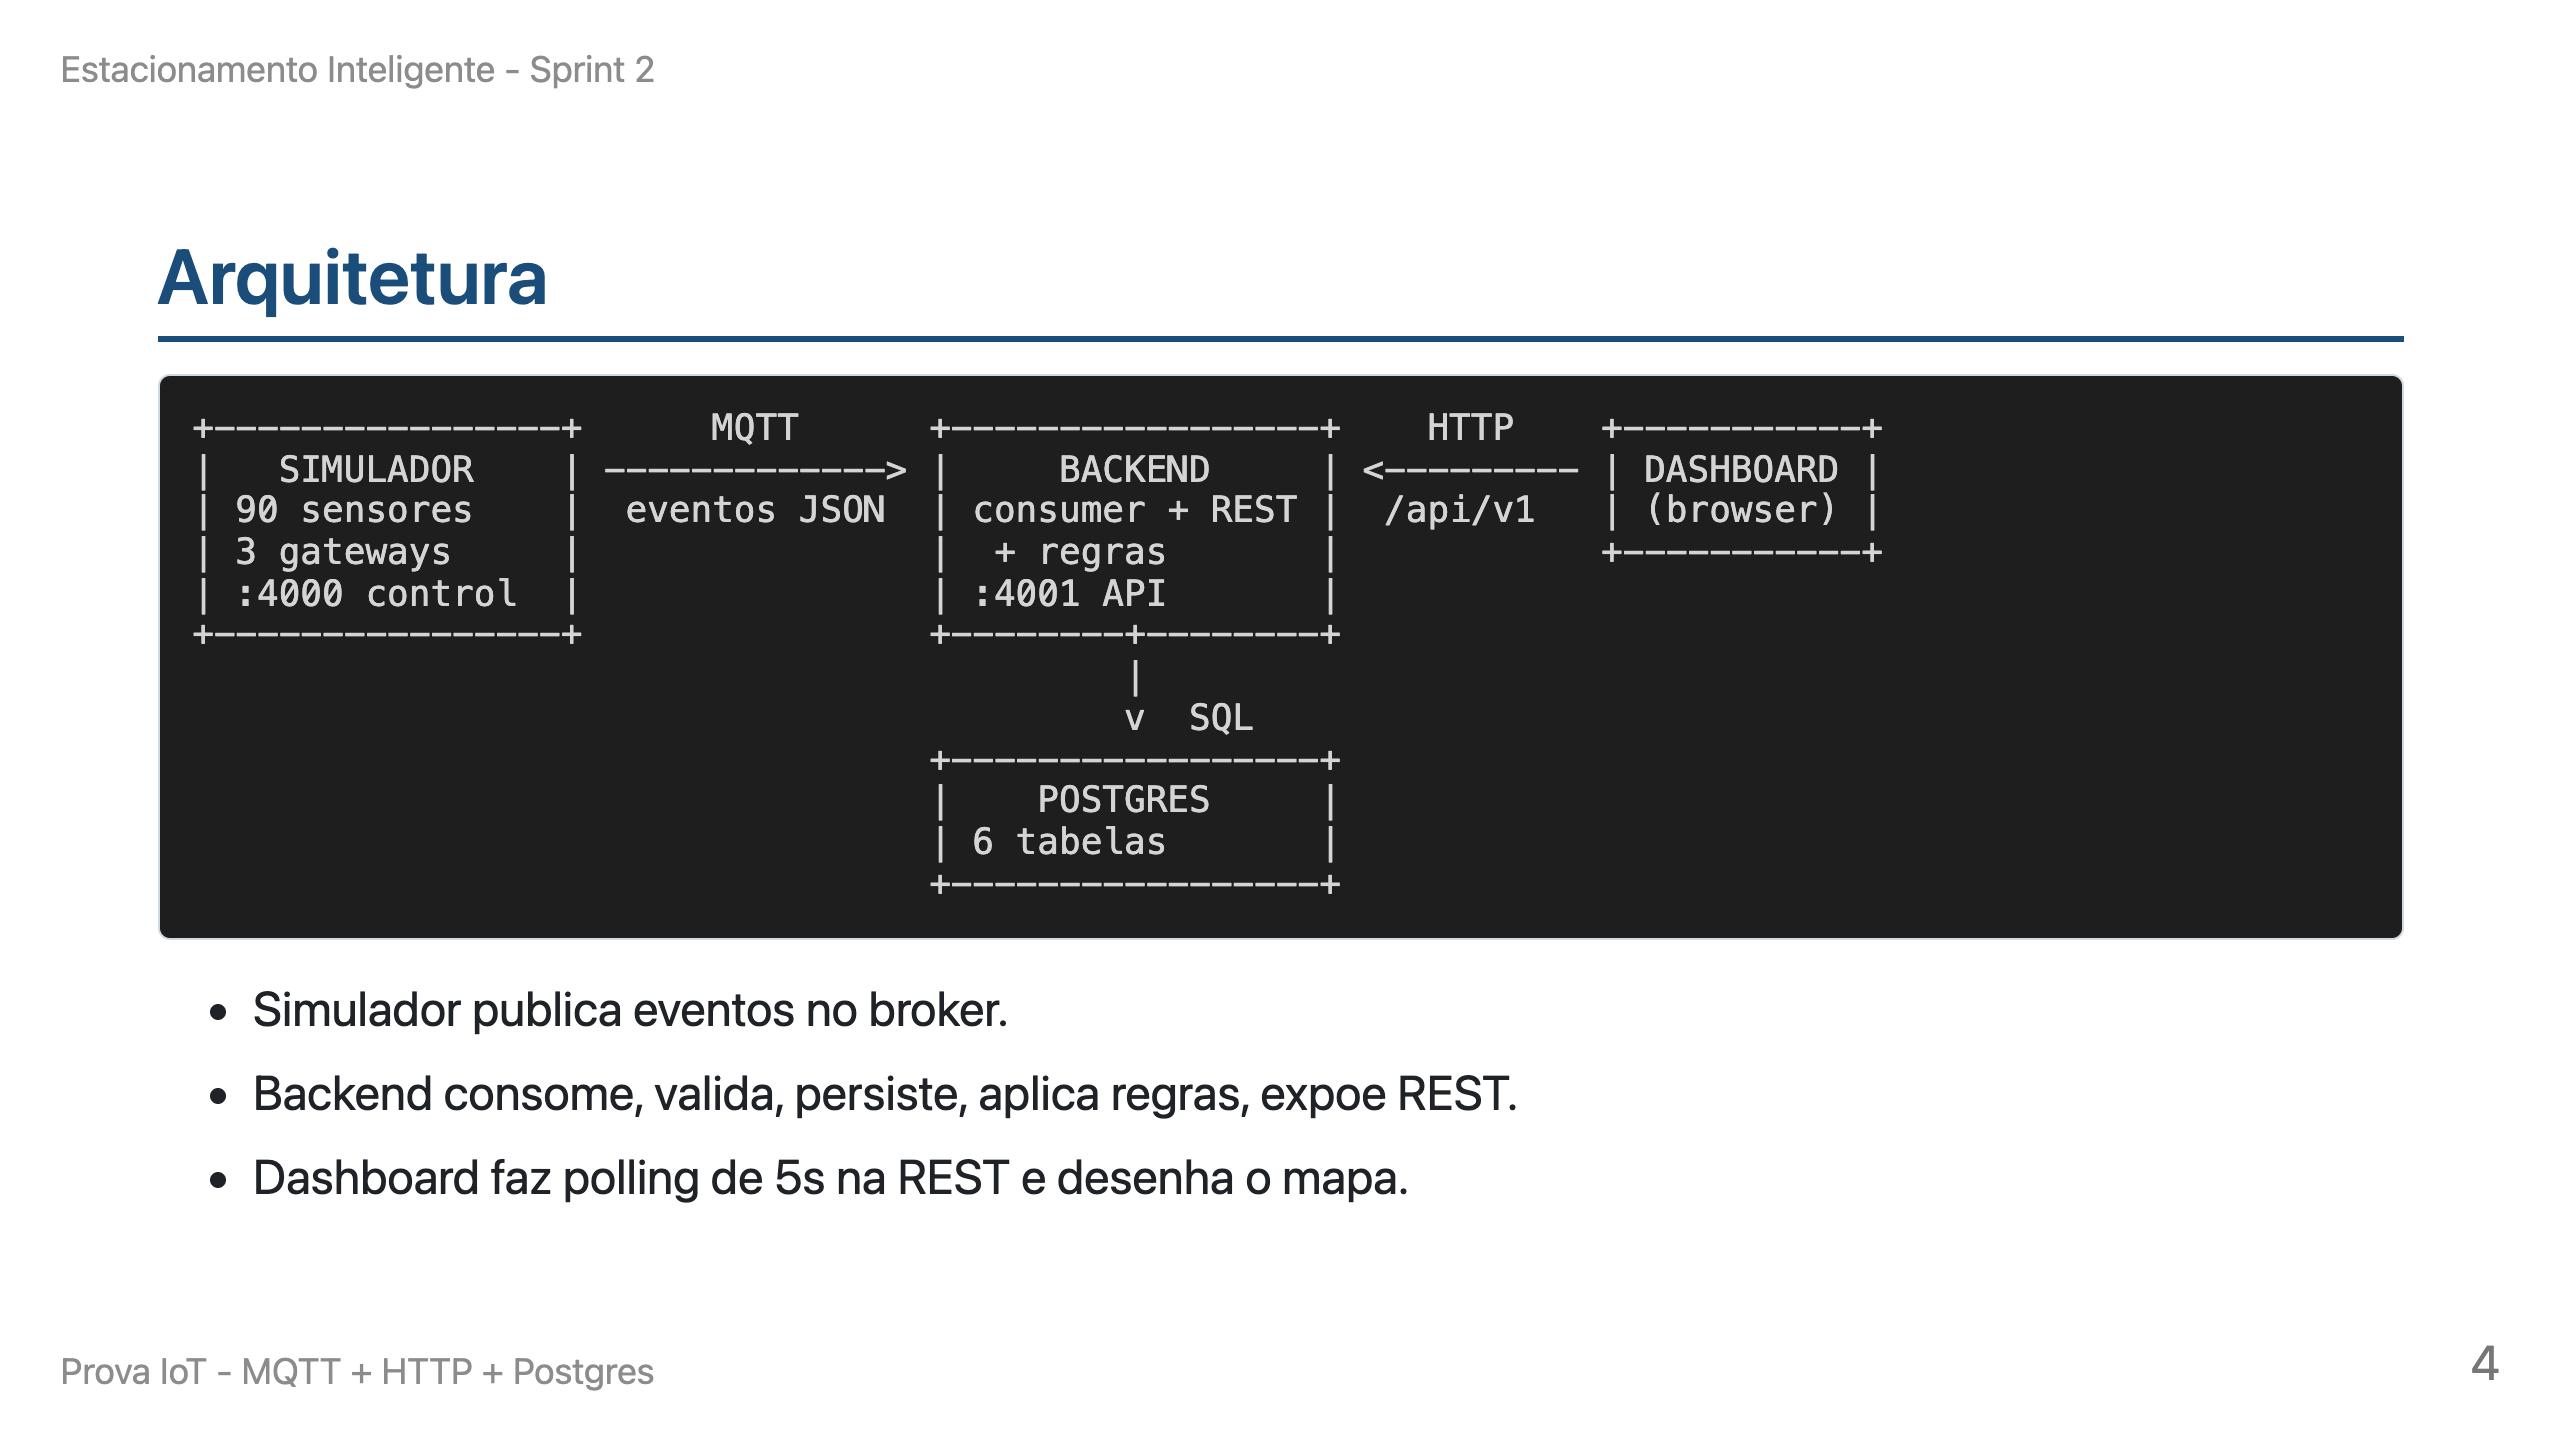 Estacionamento Inteligente - Sprint 2
Arquitetura
+----------------+      MQTT      +-----------------+    HTTP    +-----------+
|   SIMULADOR    | -------------> |     BACKEND     | <--------- | DASHBOARD |
| 90 sensores    |  eventos JSON  | consumer + REST |  /api/v1   | (browser) |
| 3 gateways     |                |  + regras       |            +-----------+
| :4000 control  |                | :4001 API       |
+----------------+                +--------+--------+
                                           |
                                           v  SQL
                                  +-----------------+
                                  |    POSTGRES     |
                                  | 6 tabelas       |
                                  +-----------------+
• Simulador publica eventos no broker.
• Backend consome, valida, persiste, aplica regras, expoe REST.
• Dashboard faz polling de 5s na REST e desenha o mapa.
Prova IoT - MQTT + HTTP + Postgres
4